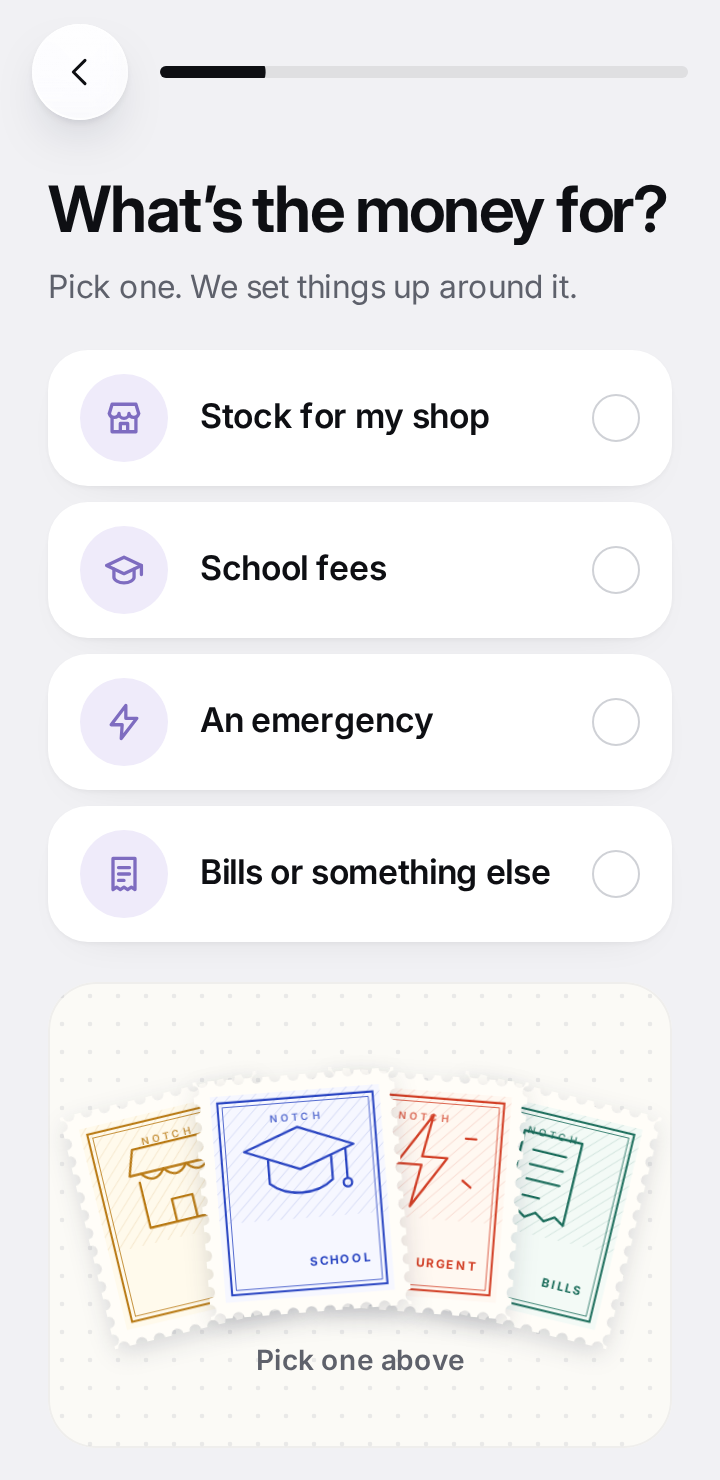 What’s the money for?
Pick one. We set things up around it.
Stock for my shop
School fees
An emergency
Bills or something else
NOTCH
NOTCH
NOTCH
NOTCH
SCHOOL
URGENT
BILLS
Pick one above